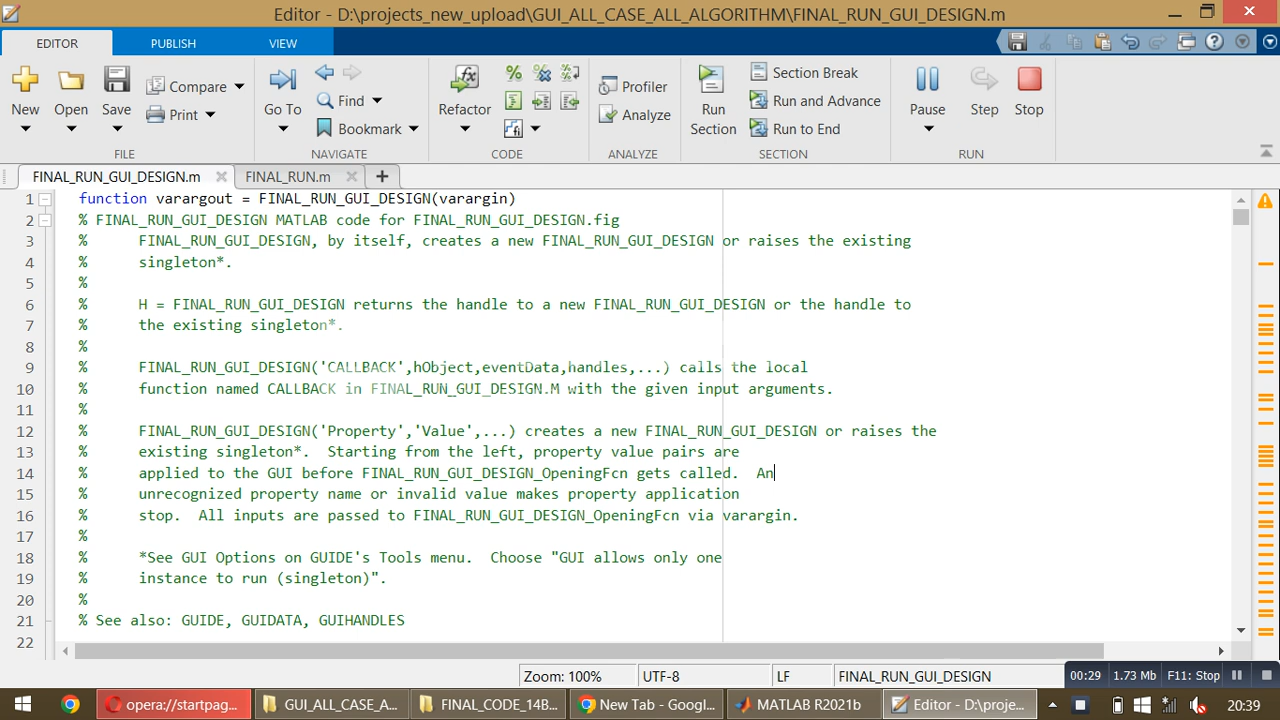 Editor - D:\projects_new_upload\GUI_ALL_CASE_ALL_ALGORITHM\FINAL_RUN_GUI_DESIGN.m
EDITOR PUBLISH VIEW
New Open Save Compare Print
FILE
Go To Find Bookmark
NAVIGATE
Refactor
CODE
Profiler
Analyze
ANALYZE
Run Section
Section Break
Run and Advance
Run to End
SECTION
Pause Step Stop
RUN
FINAL_RUN_GUI_DESIGN.m FINAL_RUN.m
1 function varargout = FINAL_RUN_GUI_DESIGN(varargin)
2 % FINAL_RUN_GUI_DESIGN MATLAB code for FINAL_RUN_GUI_DESIGN.fig
3 % FINAL_RUN_GUI_DESIGN, by itself, creates a new FINAL_RUN_GUI_DESIGN or raises the existing
4 % singleton*.
5 %
6 % H = FINAL_RUN_GUI_DESIGN returns the handle to a new FINAL_RUN_GUI_DESIGN or the handle to
7 % the existing singleton*.
8 %
9 % FINAL_RUN_GUI_DESIGN('CALLBACK',hObject,eventData,handles,...) calls the local
10 % function named CALLBACK in FINAL_RUN_GUI_DESIGN.M with the given input arguments.
11 %
12 % FINAL_RUN_GUI_DESIGN('Property','Value',...) creates a new FINAL_RUN_GUI_DESIGN or raises the
13 % existing singleton*. Starting from the left, property value pairs are
14 % applied to the GUI before FINAL_RUN_GUI_DESIGN_OpeningFcn gets called. An
15 % unrecognized property name or invalid value makes property application
16 % stop. All inputs are passed to FINAL_RUN_GUI_DESIGN_OpeningFcn via varargin.
17 %
18 % *See GUI Options on GUIDE's Tools menu. Choose "GUI allows only one
19 % instance to run (singleton)".
20 %
21 % See also: GUIDE, GUIDATA, GUIHANDLES
22
Zoom: 100% UTF-8 LF FINAL_RUN_GUI_DESIGN 00:29 1.73 Mb F11: Stop
opera://startpag... GUI_ALL_CASE_A... FINAL_CODE_14B... New Tab - Googl... MATLAB R2021b Editor - D:\proje... 20:39